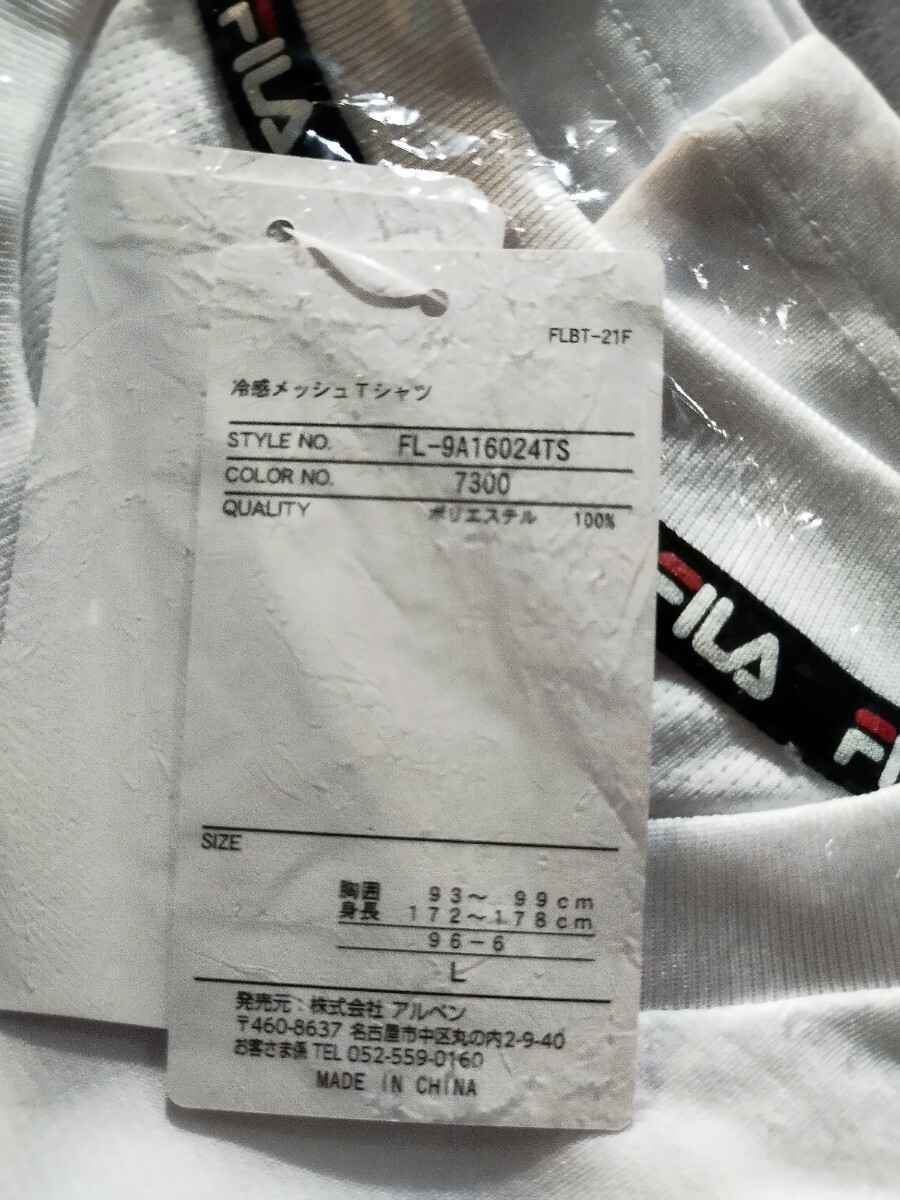 FILA
FLBT-21F
冷感メッシュTシャツ
STYLE NO. FL-9A16024TS
COLOR NO. 7300
QUALITY ポリエステル 100%
FILA
FILA
SIZE
胸囲 93〜 99cm
身長 172〜178cm
96-6
L
発売元：株式会社 アルペン
〒460-8637 名古屋市中区丸の内2-9-40
お客さま係 TEL 052-559-0160
MADE IN CHINA